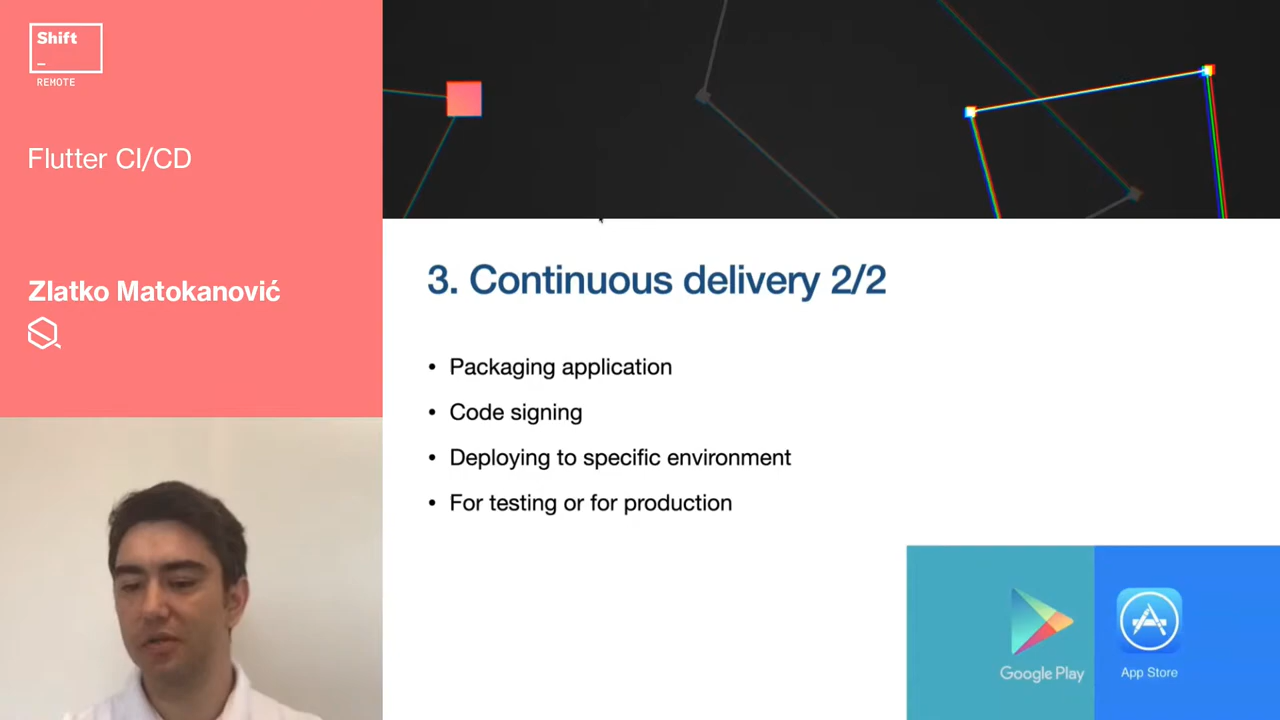 Shift
_
REMOTE
Flutter CI/CD
Zlatko Matokanović
3. Continuous delivery 2/2
• Packaging application
• Code signing
• Deploying to specific environment
• For testing or for production
Google Play
App Store